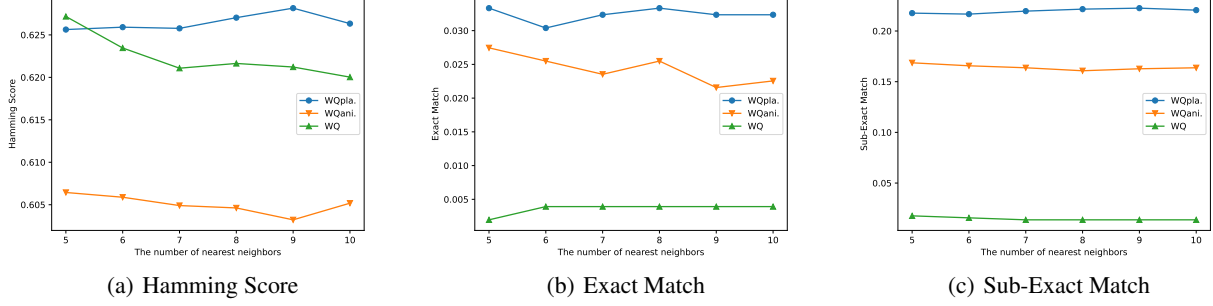 0.625
0.620
0.615
0.610
0.605
Hamming Score
WQpla.
WQani.
WQ
5 6 7 8 9 10
The number of nearest neighbors
(a) Hamming Score
0.030
0.025
0.020
0.015
0.010
0.005
Exact Match
WQpla.
WQani.
WQ
5 6 7 8 9 10
The number of nearest neighbors
(b) Exact Match
0.20
0.15
0.10
0.05
Sub-Exact Match
WQpla.
WQani.
WQ
5 6 7 8 9 10
The number of nearest neighbors
(c) Sub-Exact Match